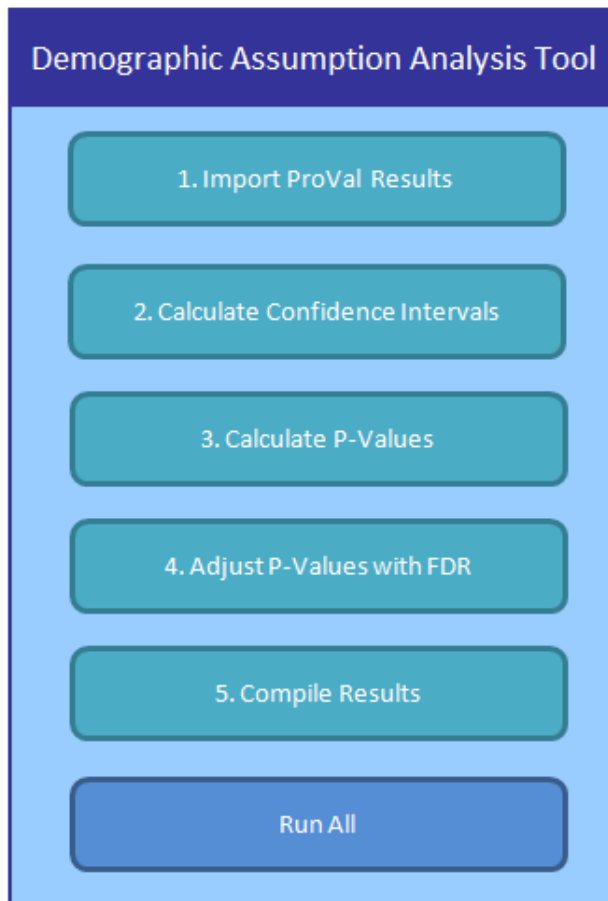 Demographic Assumption Analysis Tool
1. Import ProVal Results
2. Calculate Confidence Intervals
3. Calculate P-Values
4. Adjust P-Values with FDR
5. Compile Results
Run All